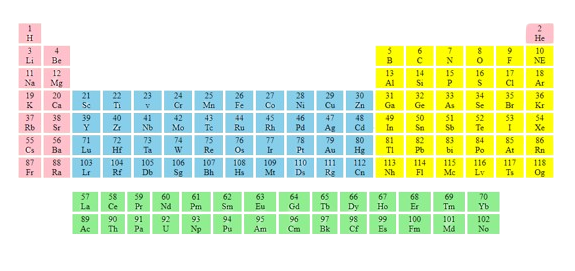 1 2
H He
3 4 5 6 7 8 9 10
Li Be B C N O F NE
11 12 13 14 15 16 17 18
Na Mg Al Si P S Cl Ar
19 20 21 22 23 24 25 26 27 28 29 30 31 32 33 34 35 36
K Ca Sc Ti v Cr Mn Fe Co Ni Cu Zn Ga Ge As Se Br Kr
37 38 39 40 41 42 43 44 45 46 47 48 49 50 51 52 53 54
Rb Sr Y Zr Nb Mo Tc Ru Rh Pd Ag Cd In Sn Sb Te I Xe
55 56 71 72 73 74 75 76 77 78 79 80 81 82 83 84 85 86
Cs Ba Lu Hf Ta W Re Os Ir Pt Au Hg Tl Pb bi Po At Rn
87 88 103 104 105 106 107 108 109 110 111 112 113 114 115 116 117 118
Fr Ra Lr Rf Db Sg Bh Hs Mt Ds Rg Cn Nh Fl Mc Lv Ts Og
57 58 59 60 61 62 63 64 65 66 67 68 69 70
La Ce Pr Nd Pm Sm Eu Gd Tb Dy Ho Er Tm Yb
89 90 91 92 93 94 95 96 97 98 99 100 101 102
Ac Th Pa U Np Pu Am Cm Bk Cf Es Fm Md No